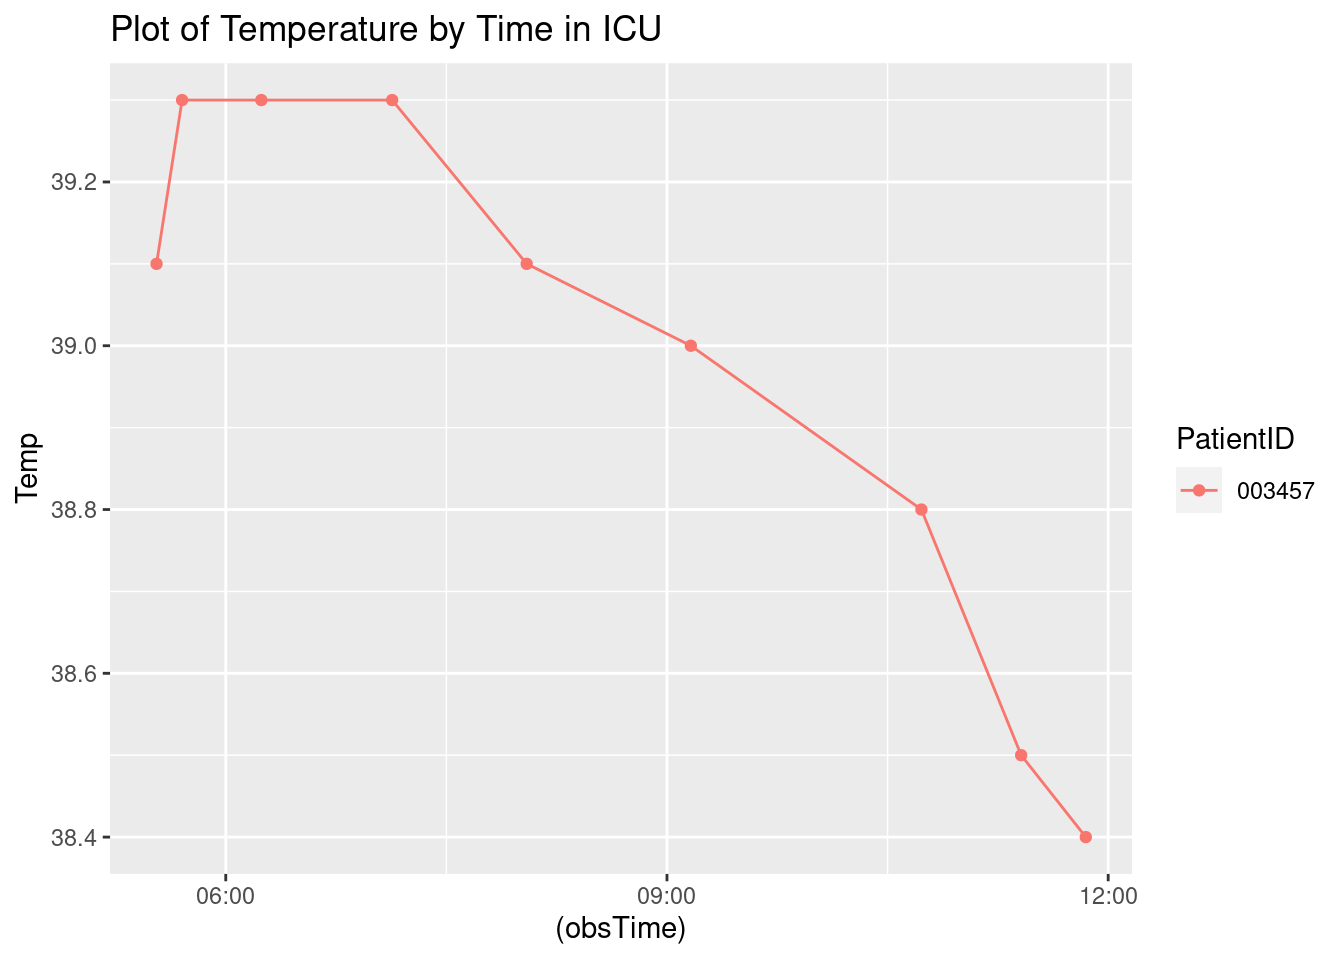 Plot of Temperature by Time in ICU
39.2
39.0
38.8
38.6
38.4
Temp
06:00
09:00
12:00
(obsTime)
PatientID
003457